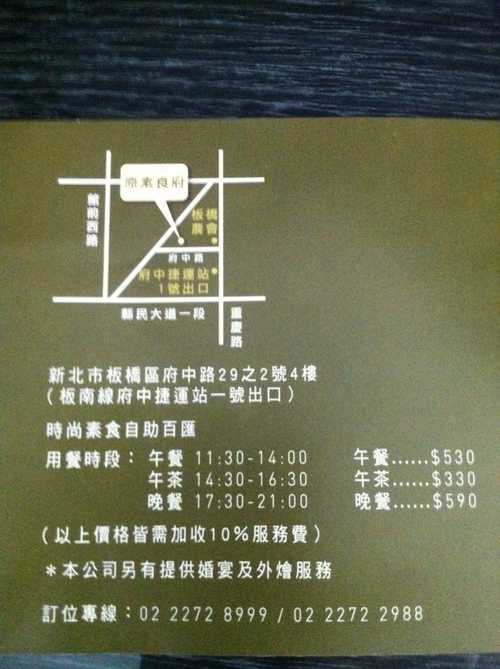 原素食府
館前西路
板橋
農會
府中路
府中捷運站
1號出口
縣民大道一段
重慶路
新北市板橋區府中路29之2號4樓
(板南線府中捷運站一號出口)
時尚素食自助百匯
用餐時段：午餐 11:30-14:00 午餐......$530
午茶 14:30-16:30 午茶......$330
晚餐 17:30-21:00 晚餐......$590
(以上價格皆需加收10%服務費)
＊本公司另有提供婚宴及外燴服務
訂位專線：02 2272 8999 / 02 2272 2988